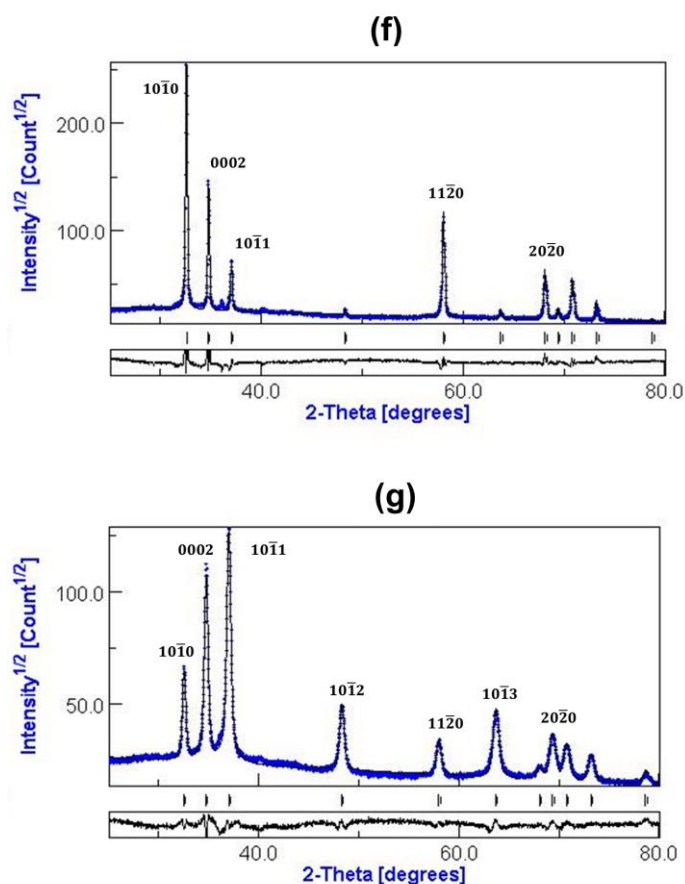 (f)
Intensity^1/2 [Count^1/2]
200.0
100.0
101̄0
0002
101̄1
112̄0
202̄0
40.0 60.0 80.0
2-Theta [degrees]
(g)
Intensity^1/2 [Count^1/2]
100.0
50.0
0002 101̄1
101̄0
101̄2
112̄0
101̄3
202̄0
40.0 60.0 80.0
2-Theta [degrees]